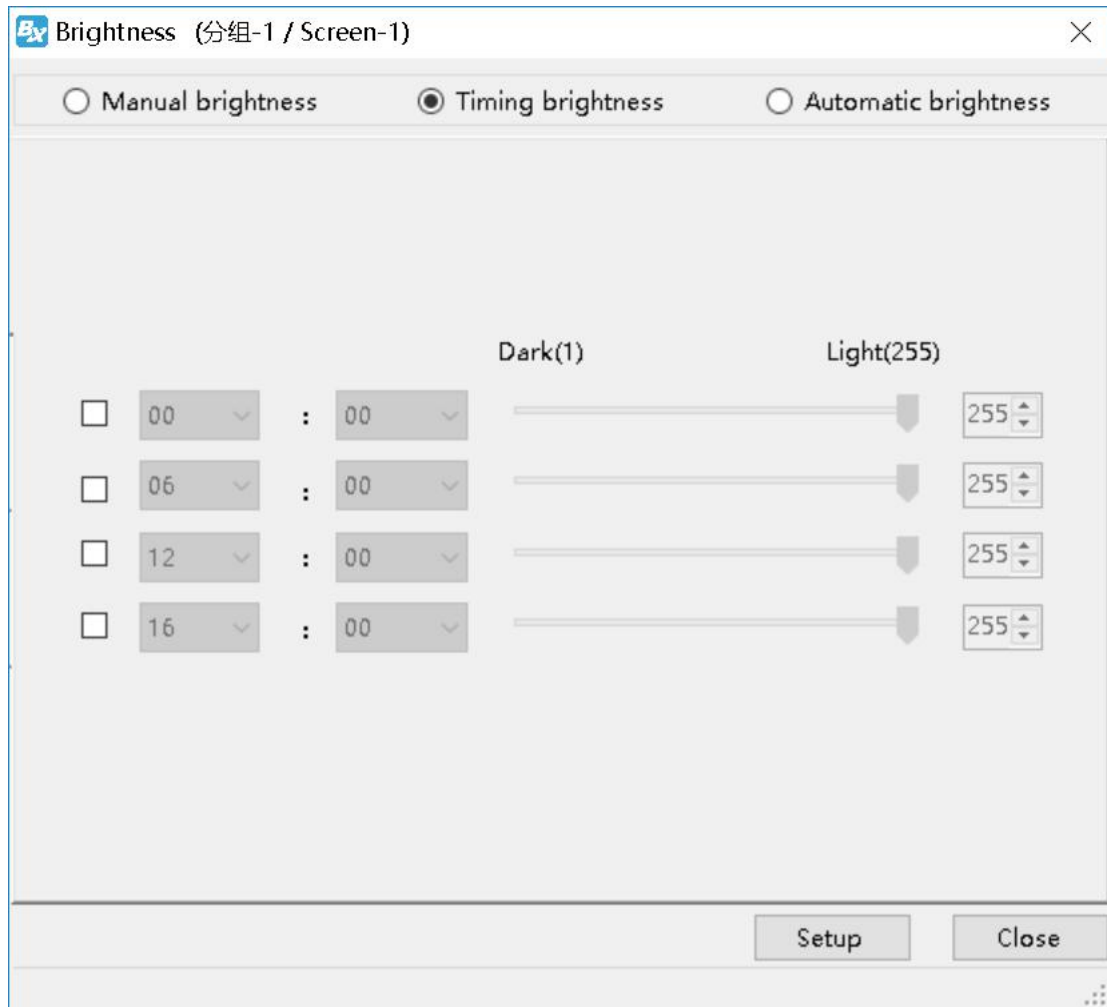 BX Brightness (分组-1 / Screen-1)
Manual brightness Timing brightness Automatic brightness
Dark(1) Light(255)
00 : 00 255
06 : 00 255
12 : 00 255
16 : 00 255
Setup Close